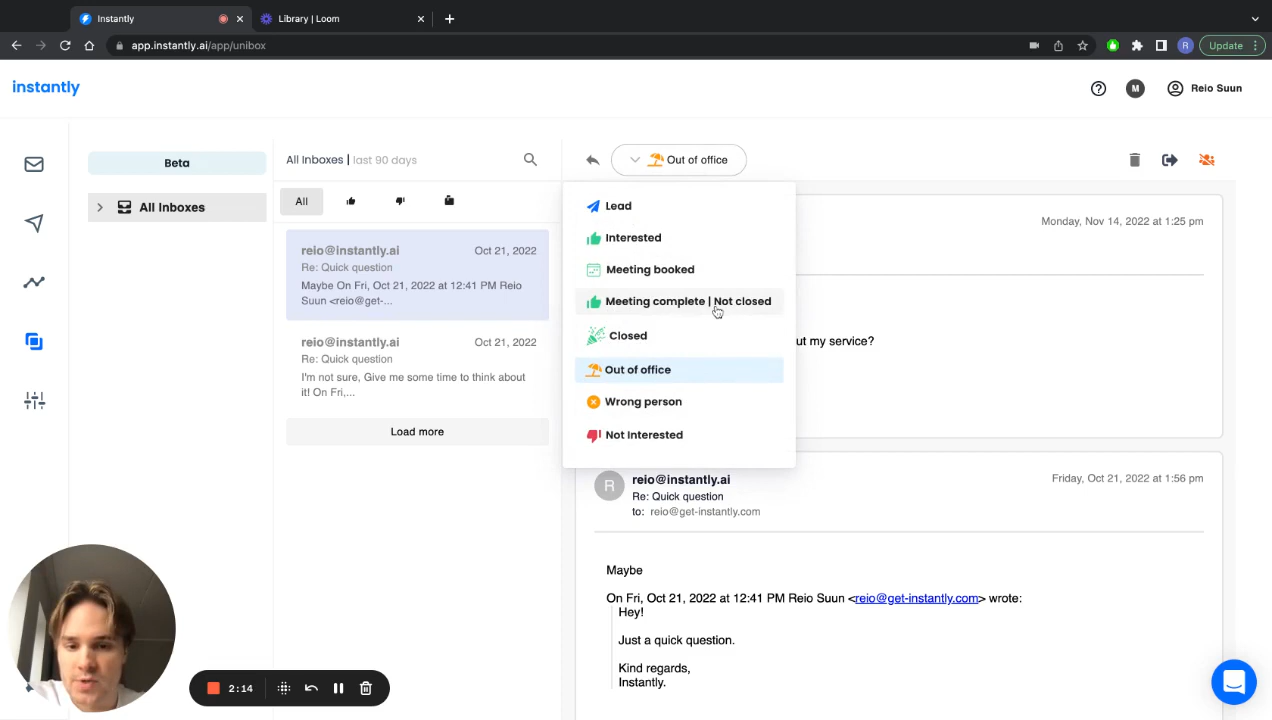 Instantly
Library | Loom
app.instantly.ai/app/unibox
R
Update
instantly
M
Reio Suun
Beta
All Inboxes
All Inboxes | last 90 days
All
reio@instantly.ai
Oct 21, 2022
Re: Quick question
Maybe On Fri, Oct 21, 2022 at 12:41 PM Reio
Suun <reio@get-...
reio@instantly.ai
Oct 21, 2022
Re: Quick question
I'm not sure, Give me some time to think about
it! On Fri,...
Load more
Out of office
Lead
Interested
Meeting booked
Meeting complete | Not closed
Closed
Out of office
Wrong person
Not Interested
Monday, Nov 14, 2022 at 1:25 pm
ut my service?
R
reio@instantly.ai
Friday, Oct 21, 2022 at 1:56 pm
Re: Quick question
to: reio@get-instantly.com
Maybe
On Fri, Oct 21, 2022 at 12:41 PM Reio Suun <reio@get-instantly.com> wrote:
Hey!
Just a quick question.
Kind regards,
Instantly.
2:14